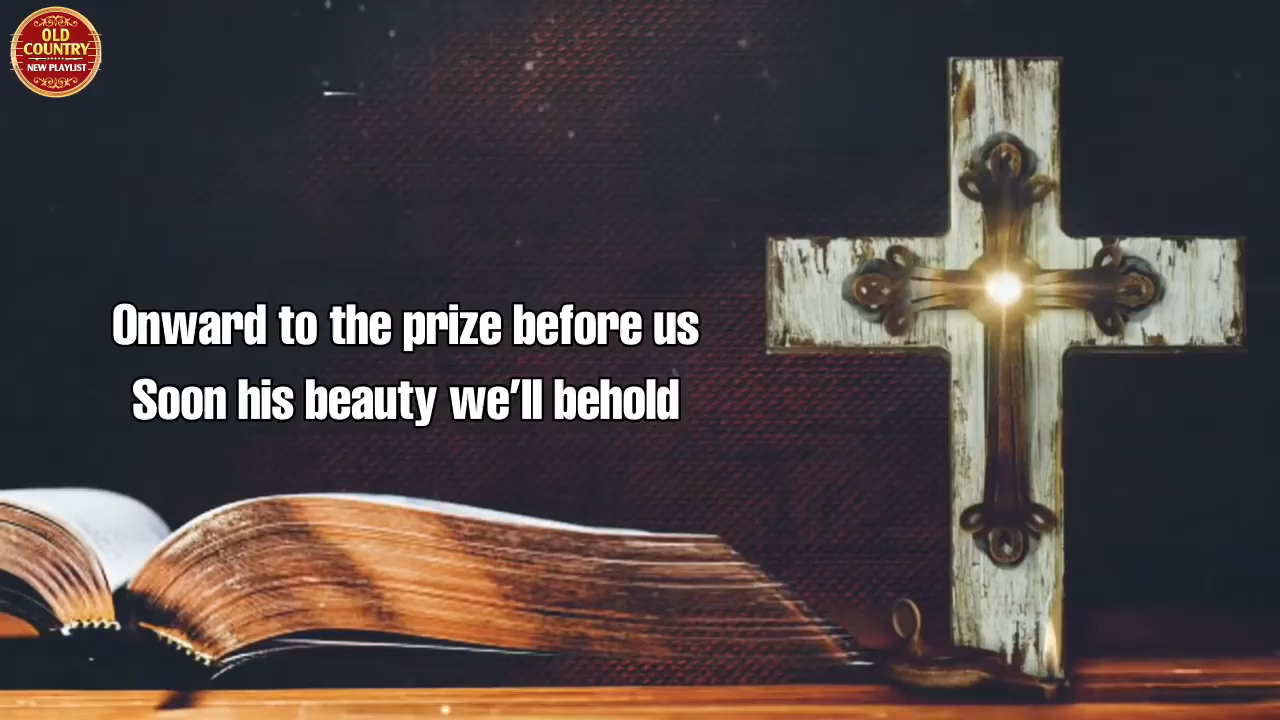 OLD
COUNTRY
NEW PLAYLIST
Onward to the prize before us
Soon his beauty we'll behold